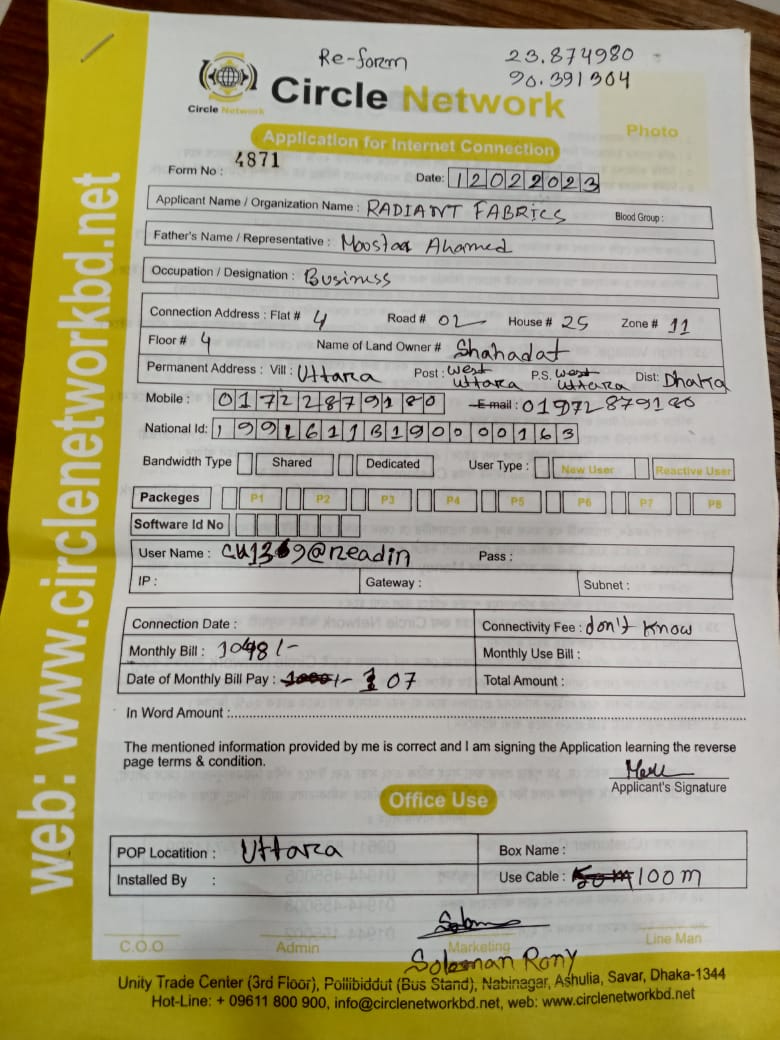 Re-form
23.874980
90.391304
Circle Network
Circle Network
Application for Internet Connection
Photo
Form No : 4871
Date: 12022023
Applicant Name / Organization Name : RADIANT FABRICS Blood Group :
Father's Name / Representative : Moostaa Ahamed
Occupation / Designation : Businss
Connection Address : Flat # 4 Road # 02 House # 25 Zone # 11
Floor # 4 Name of Land Owner # Shahadat
Permanent Address : Vill : Uttara Post : West Uttara P.S. West Uttara Dist: Dhaka
Mobile : 01722879180 E-mail : 01972879180
National Id: 19926113190000163
Bandwidth Type Shared Dedicated User Type : New User Reactive User
Packeges P1 P2 P3 P4 P5 P6 P7 P8
Software Id No
User Name : Pass :
IP : Gateway : Subnet :
Connection Date : Connectivity Fee : don't know
Monthly Bill : 1048/- Monthly Use Bill :
Date of Monthly Bill Pay : 07 Total Amount :
In Word Amount :
The mentioned information provided by me is correct and I am signing the Application learning the reverse
page terms & condition.
Applicant's Signature
Office Use
POP Locatition : Uttara Box Name :
Installed By : Use Cable : 100m
C.O.O Admin Marketing Line Man
Soleman Rony
Unity Trade Center (3rd Floor), Pollibiddut (Bus Stand), Nabinagar, Ashulia, Savar, Dhaka-1344
Hot-Line: + 09611 800 900, info@circlenetworkbd.net, web: www.circlenetworkbd.net
web: www.circlenetworkbd.net